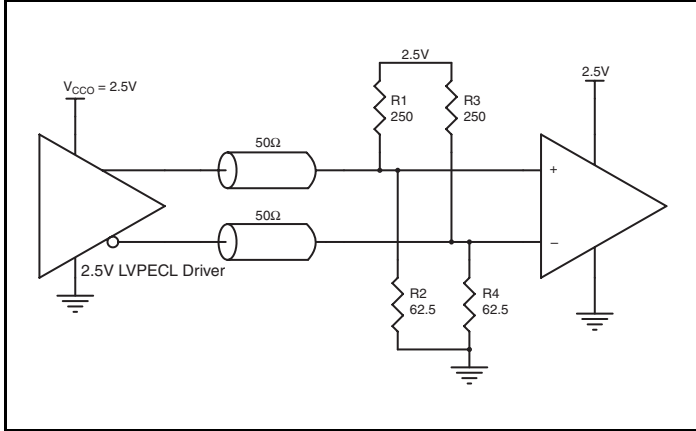 2.5V
V_CCO = 2.5V
2.5V
R1
250
R3
250
50Ω
+
50Ω
–
2.5V LVPECL Driver
R2
62.5
R4
62.5